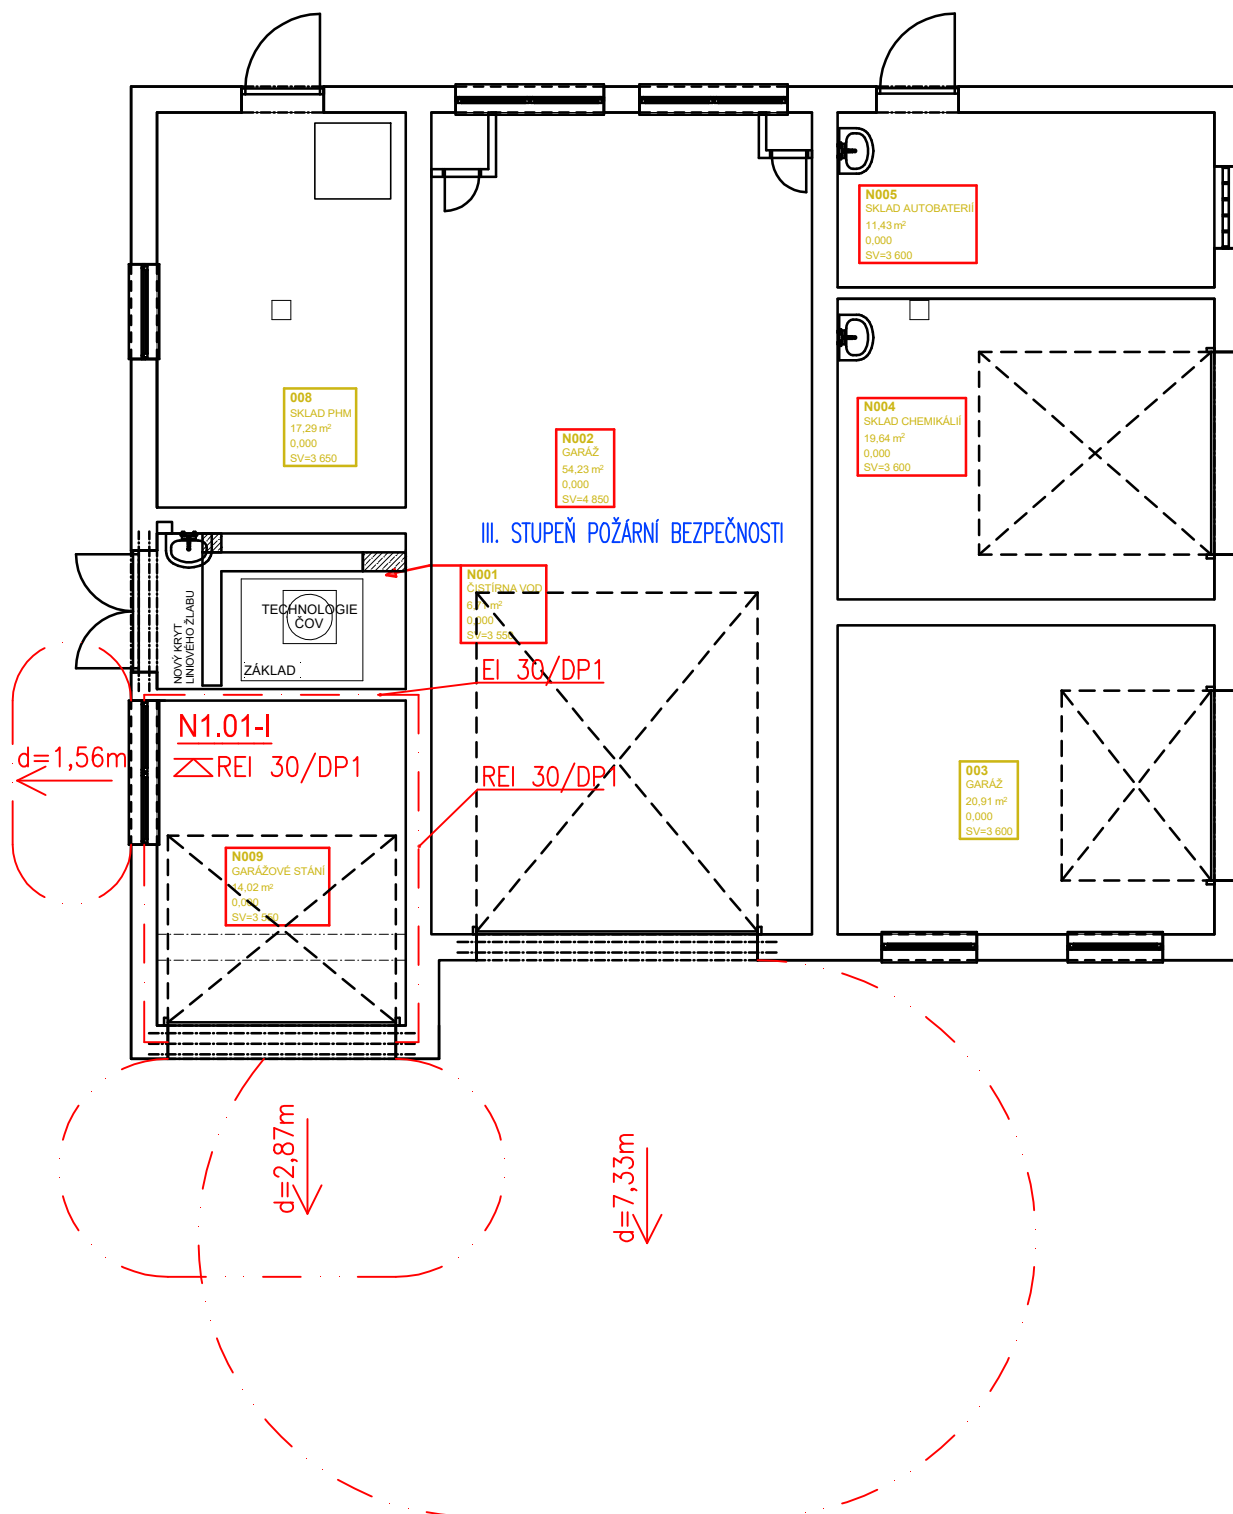 N005
SKLAD AUTOBATERIÍ
11,43 m²
0,000
SV=3 600
008
SKLAD PHM
17,29 m²
0,000
SV=3 650
N002
GARÁŽ
54,23 m²
0,000
SV=4 850
N004
SKLAD CHEMIKÁLIÍ
19,64 m²
0,000
SV=3 600
III. STUPEŇ POŽÁRNÍ BEZPEČNOSTI
N001
ČISTÍRNA VOD
0,000
NOVÝ KRYT
LINIOVÉHO ŽLABU
TECHNOLOGIE
ČOV
ZÁKLAD
EI 30/DP1
N1.01-I
REI 30/DP1
d=1,56m
REI 30/DP1
003
GARÁŽ
20,91 m²
0,000
SV=3 600
N009
GARÁŽOVÉ STÁNÍ
14,02 m²
0,000
d=2,87m
d=7,33m